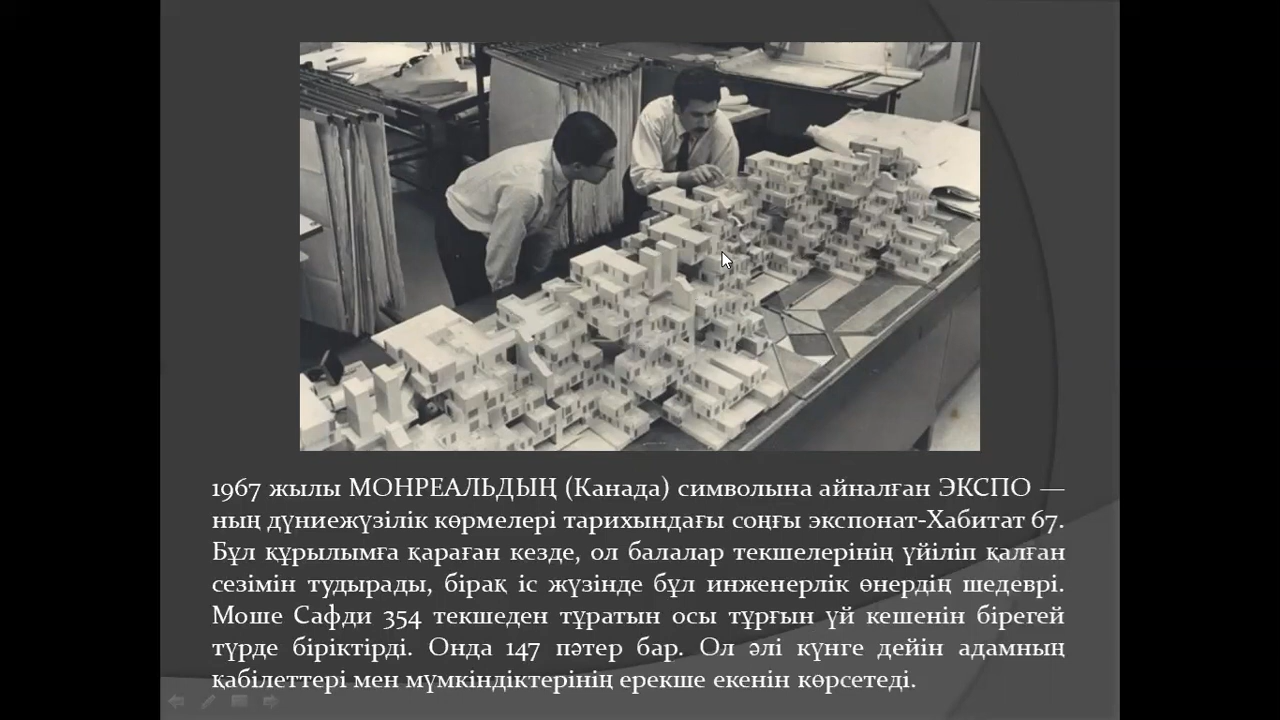 1967 жылы МОНРЕАЛЬДЫҢ (Канада) символына айналған ЭКСПО —
ның дүниежүзілік көрмелері тарихындағы соңғы экспонат-Хабитат 67.
Бұл құрылымға қараған кезде, ол балалар текшелерінің үйіліп қалған
сезімін тудырады, бірақ іс жүзінде бұл инженерлік өнердің шедеврі.
Моше Сафди 354 текшеден тұратын осы тұрғын үй кешенін бірегей
түрде біріктірді. Онда 147 пәтер бар. Ол әлі күнге дейін адамның
қабілеттері мен мүмкіндіктерінің ерекше екенін көрсетеді.